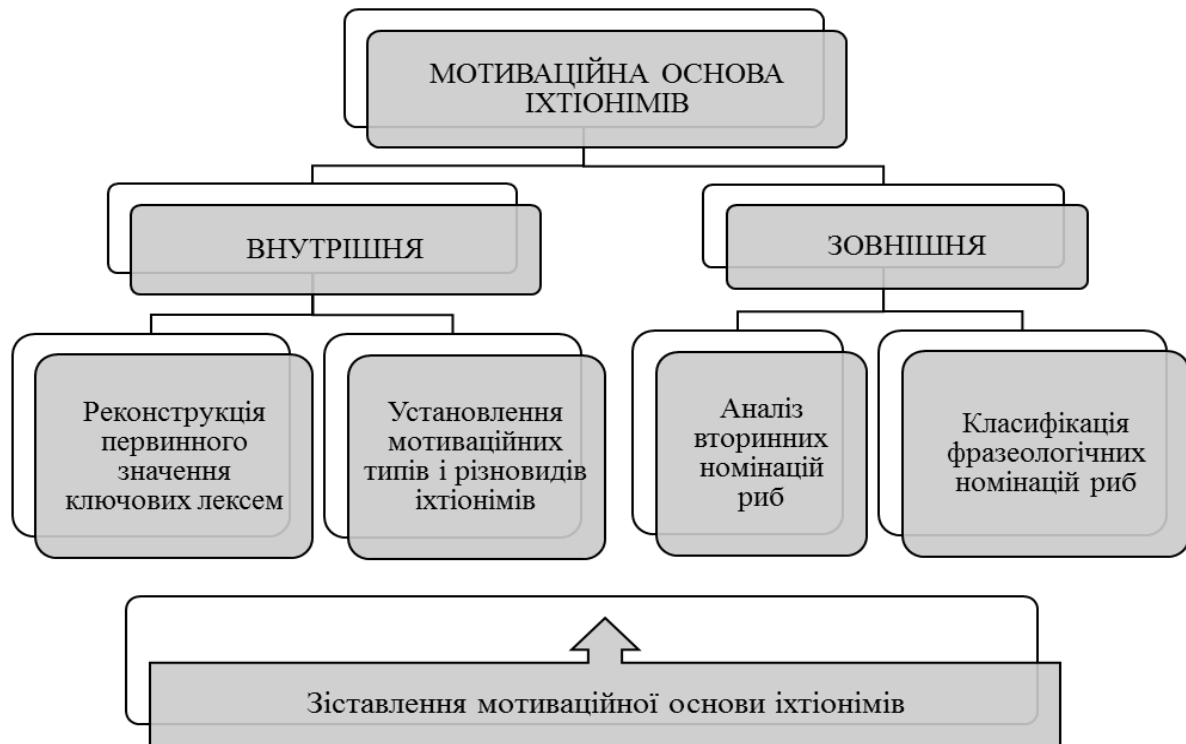 МОТИВАЦІЙНА ОСНОВА
ІХТІОНІМІВ
ВНУТРІШНЯ
ЗОВНІШНЯ
Реконструкція
первинного
значення
ключових лексем
Установлення
мотиваційних
типів і різновидів
іхтіонімів
Аналіз
вторинних
номінацій
риб
Класифікація
фразеологічних
номінацій риб
Зіставлення мотиваційної основи іхтіонімів